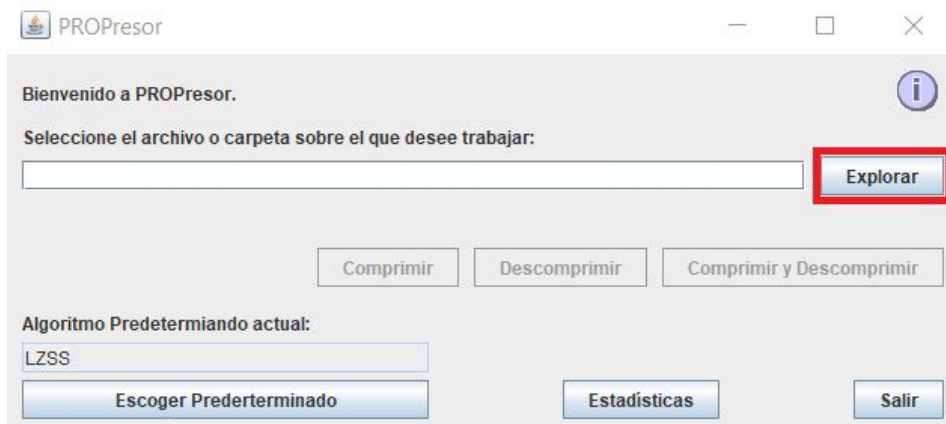 PROPresor
Bienvenido a PROPresor.
i
Seleccione el archivo o carpeta sobre el que desee trabajar:
Explorar
Comprimir Descomprimir Comprimir y Descomprimir
Algoritmo Predetermiando actual:
LZSS
Escoger Prederterminado Estadísticas Salir